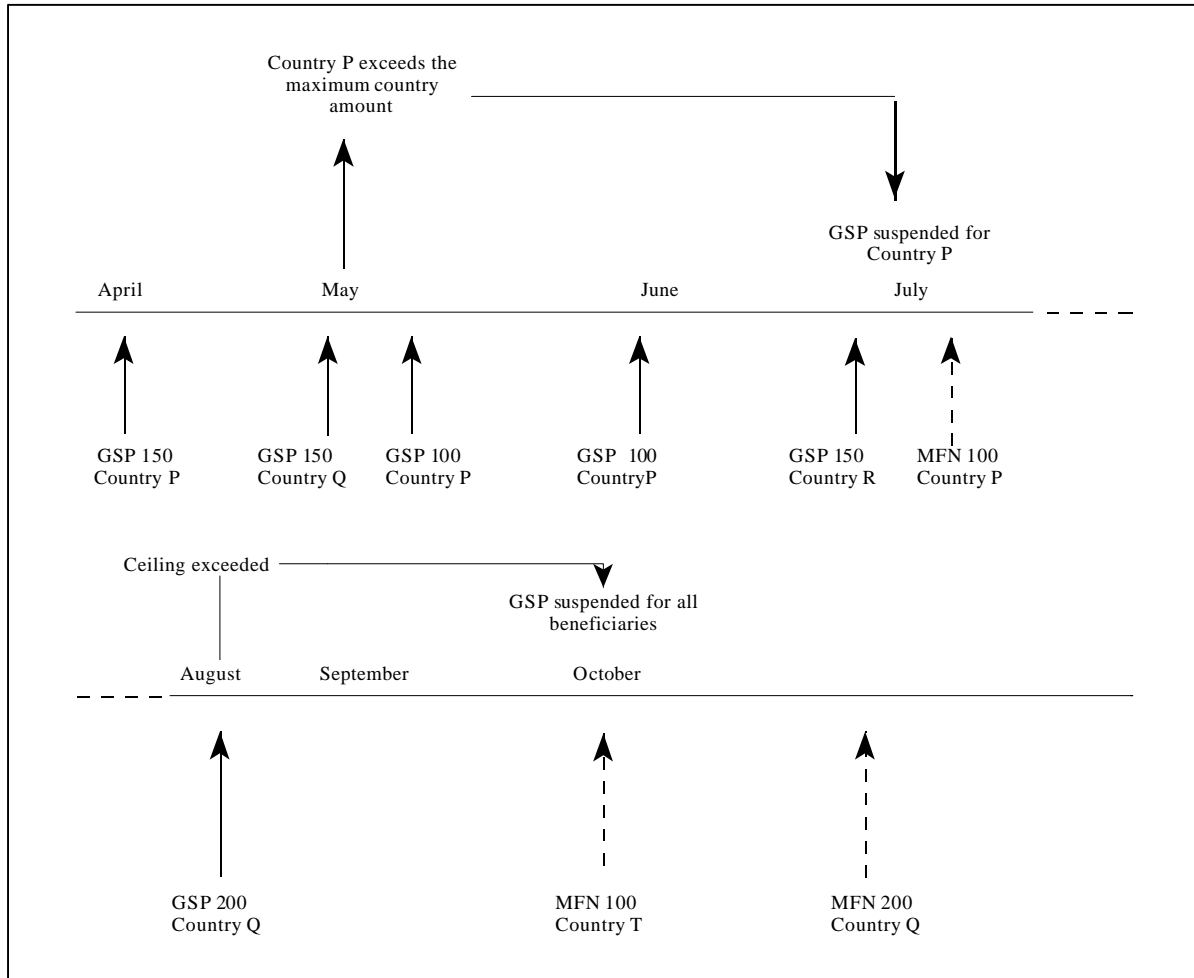 Country P exceeds the
maximum country
amount
GSP suspended for
Country P
April May June July
GSP 150 GSP 150 GSP 100 GSP 100 GSP 150 MFN 100
Country P Country Q Country P CountryP Country R Country P
Ceiling exceeded
GSP suspended for all
beneficiaries
August September October
GSP 200 MFN 100 MFN 200
Country Q Country T Country Q